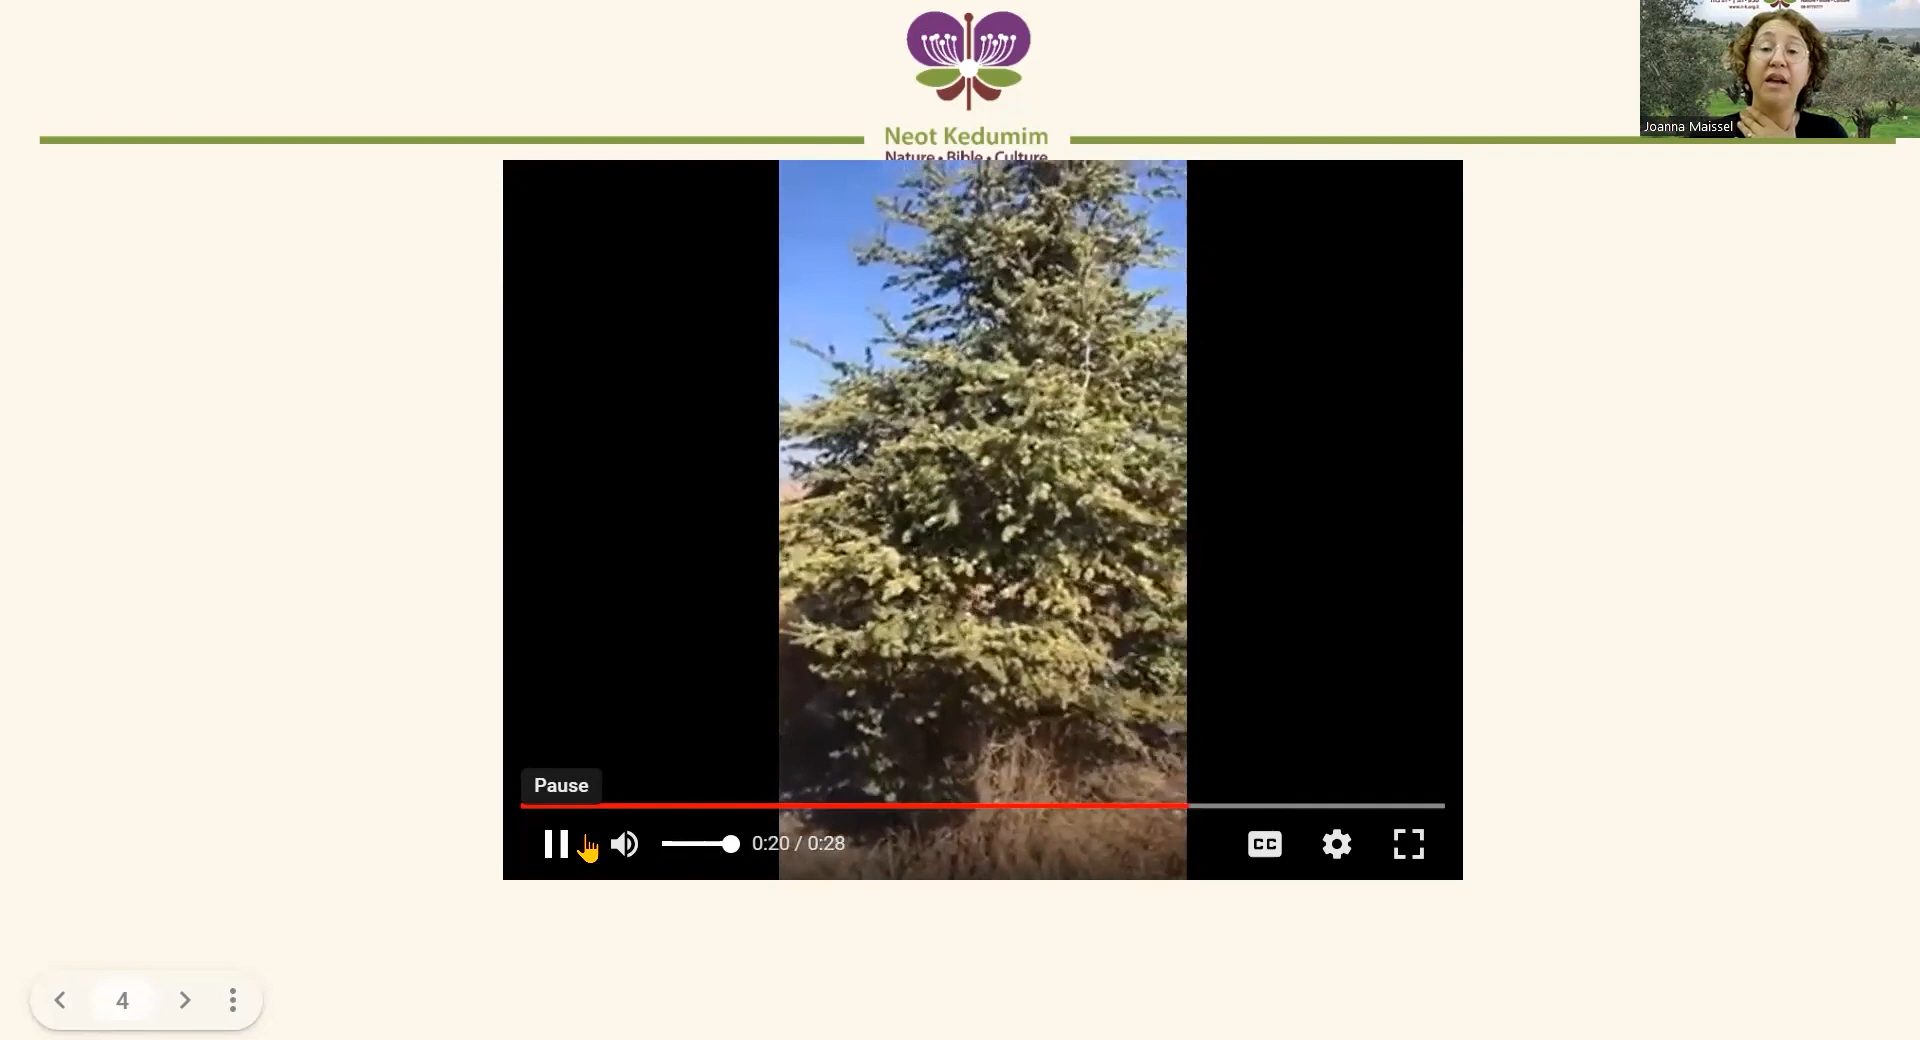 Joanna Maissel
Neot Kedumim
Nature • Bible • Culture
Pause
0:20 / 0:28
CC
4